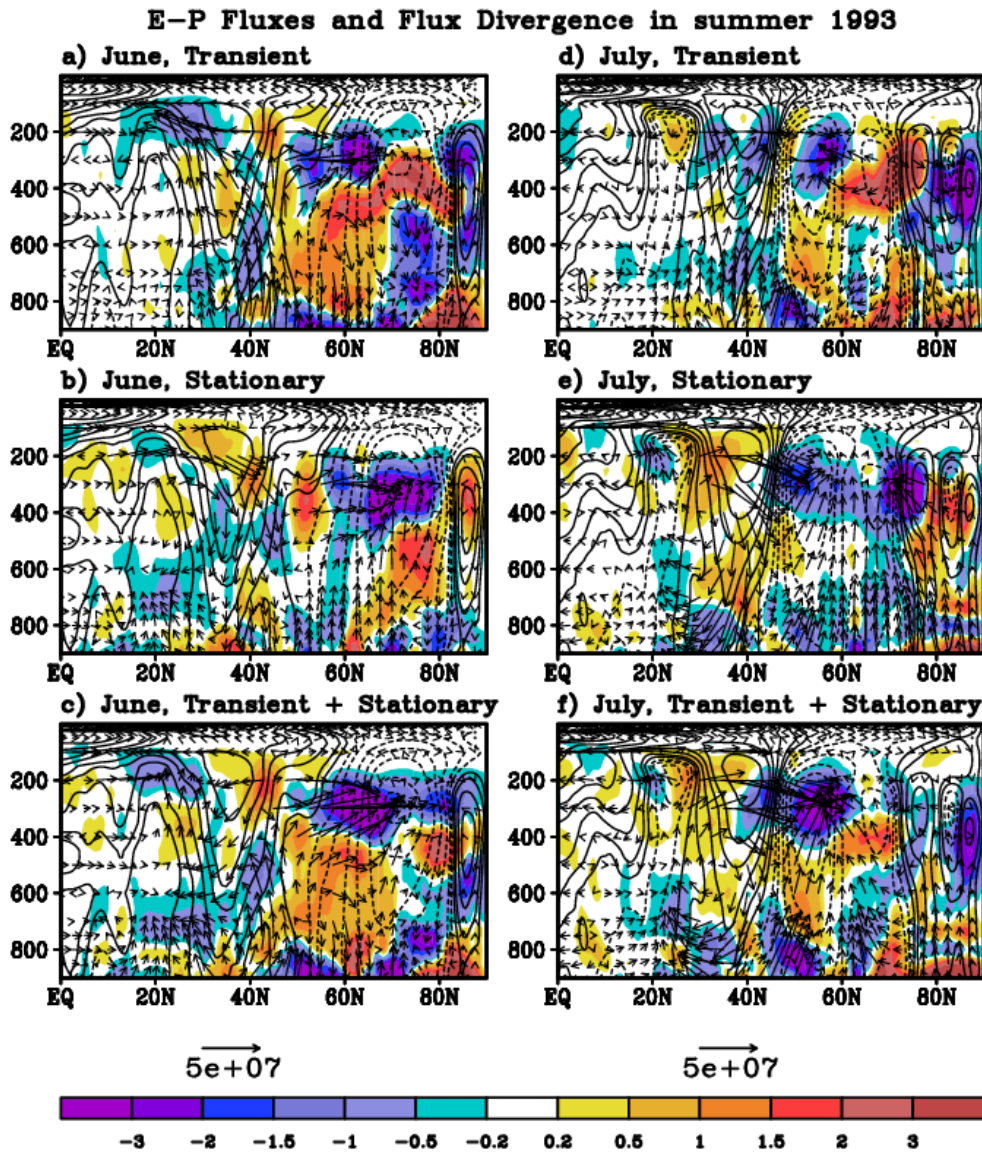 E-P Fluxes and Flux Divergence in summer 1993
a) June, Transient
d) July, Transient
200
400
600
800
EQ 20N 40N 60N 80N
200
400
600
800
EQ 20N 40N 60N 80N
b) June, Stationary
e) July, Stationary
200
400
600
800
EQ 20N 40N 60N 80N
200
400
600
800
EQ 20N 40N 60N 80N
c) June, Transient + Stationary
f) July, Transient + Stationary
200
400
600
800
EQ 20N 40N 60N 80N
200
400
600
800
EQ 20N 40N 60N 80N
5e+07
5e+07
-3 -2 -1.5 -1 -0.5 -0.2 0.2 0.5 1 1.5 2 3